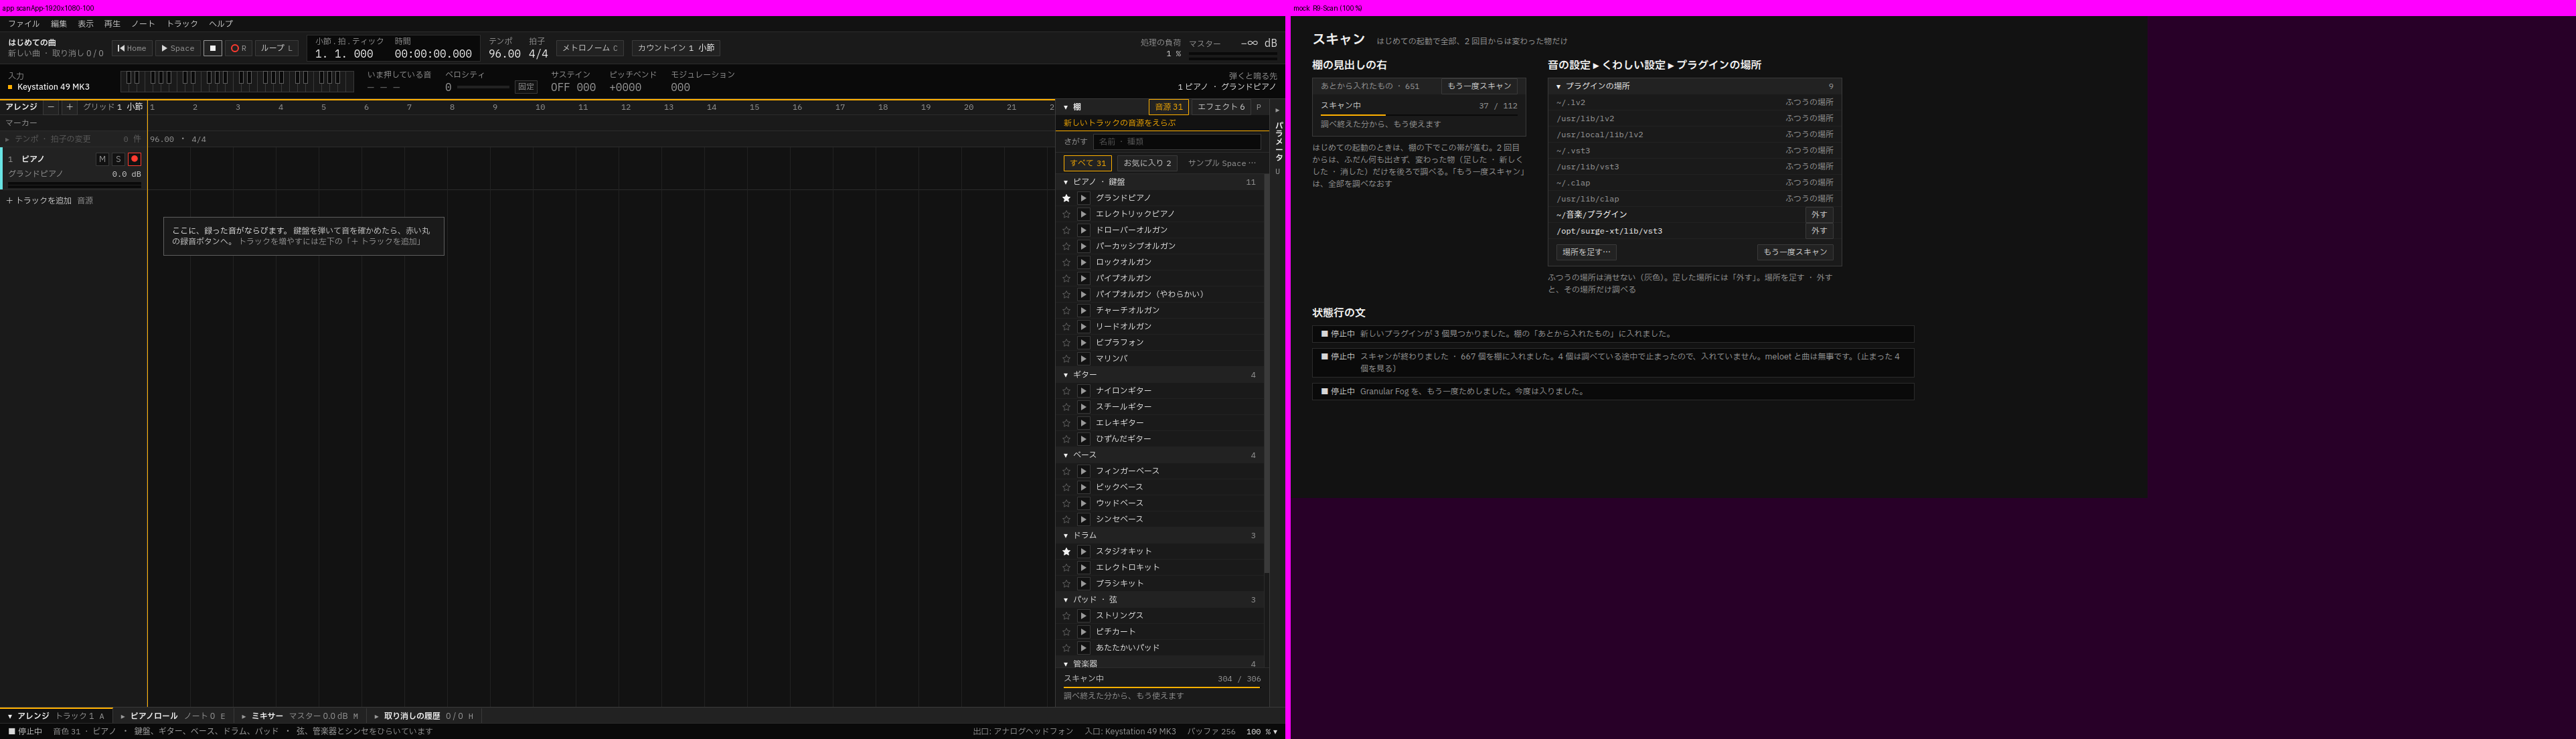 app scanApp-1920x1080-100
ファイル 編集 表示 再生 ノート トラック ヘルプ
はじめての曲
新しい曲 ・ 取り消し 0 / 0
Home
Space
R
ループ L
小節 . 拍 . ティック 時間
1. 1. 000 00:00:00.000
テンポ 拍子
96.00 4/4
メトロノーム C
カウントイン 1 小節
処理の負荷
1 %
マスター −∞ dB
入力
Keystation 49 MK3
いま押している音
— — —
ベロシティ
0
固定
サステイン
OFF 000
ピッチベンド
+0000
モジュレーション
000
弾くと鳴る先
1 ピアノ ・ グランドピアノ
アレンジ − ＋ グリッド 1 小節
1 2 3 4 5 6 7 8 9 10 11 12 13 14 15 16 17 18 19 20 21 2
マーカー
▸ テンポ ・ 拍子の変更 0 件
96.00 ・ 4/4
1 ピアノ M S
グランドピアノ 0.0 dB
＋ トラックを追加 音源
ここに、録った音がならびます。 鍵盤を弾いて音を確かめたら、赤い丸
の録音ボタンへ。 トラックを増やすには左下の「＋ トラックを追加」
▾ 棚 音源 31 エフェクト 6 P
新しいトラックの音源をえらぶ
さがす 名前 ・ 種類
すべて 31 お気に入り 2 サンプル Space …
▾ ピアノ ・ 鍵盤 11
グランドピアノ
エレクトリックピアノ
ドローバーオルガン
パーカッシブオルガン
ロックオルガン
パイプオルガン
パイプオルガン（やわらかい）
チャーチオルガン
リードオルガン
ビブラフォン
マリンバ
▾ ギター 4
ナイロンギター
スチールギター
エレキギター
ひずんだギター
▾ ベース 4
フィンガーベース
ピックベース
ウッドベース
シンセベース
▾ ドラム 3
スタジオキット
エレクトロキット
ブラシキット
▾ パッド ・ 弦 3
ストリングス
ピチカート
あたたかいパッド
▾ 管楽器 4
スキャン中 304 / 306
調べ終えた分から、もう使えます
▸ パラメータ U
▾ アレンジ トラック 1 A
▸ ピアノロール ノート 0 E
▸ ミキサー マスター 0.0 dB M
▸ 取り消しの履歴 0 / 0 H
■ 停止中 音色 31 ・ ピアノ ・ 鍵盤、ギター、ベース、ドラム、パッド ・ 弦、管楽器とシンセをひらいています
出口: アナログヘッドフォン 入口: Keystation 49 MK3 バッファ 256 100 % ▾
mock R9-Scan (100%)
スキャン はじめての起動で全部、2 回目からは変わった物だけ
棚の見出しの右
あとから入れたもの ・ 651 もう一度スキャン
スキャン中 37 / 112
調べ終えた分から、もう使えます
はじめての起動のときは、棚の下でこの帯が進む。2 回目
からは、ふだん何も出さず、変わった物（足した ・ 新しく
した ・ 消した）だけを後ろで調べる。「もう一度スキャン」
は、全部を調べなおす
音の設定 ▸ くわしい設定 ▸ プラグインの場所
▾ プラグインの場所 9
~/.lv2 ふつうの場所
/usr/lib/lv2 ふつうの場所
/usr/local/lib/lv2 ふつうの場所
~/.vst3 ふつうの場所
/usr/lib/vst3 ふつうの場所
~/.clap ふつうの場所
/usr/lib/clap ふつうの場所
~/音楽/プラグイン 外す
/opt/surge-xt/lib/vst3 外す
場所を足す… もう一度スキャン
ふつうの場所は消せない（灰色）。足した場所には「外す」。場所を足す ・ 外す
と、その場所だけ調べる
状態行の文
■ 停止中 新しいプラグインが 3 個見つかりました。棚の「あとから入れたもの」に入れました。
■ 停止中 スキャンが終わりました ・ 667 個を棚に入れました。4 個は調べている途中で止まったので、入れていません。meloet と曲は無事です。（止まった 4
個を見る）
■ 停止中 Granular Fog を、もう一度ためしました。今度は入りました。